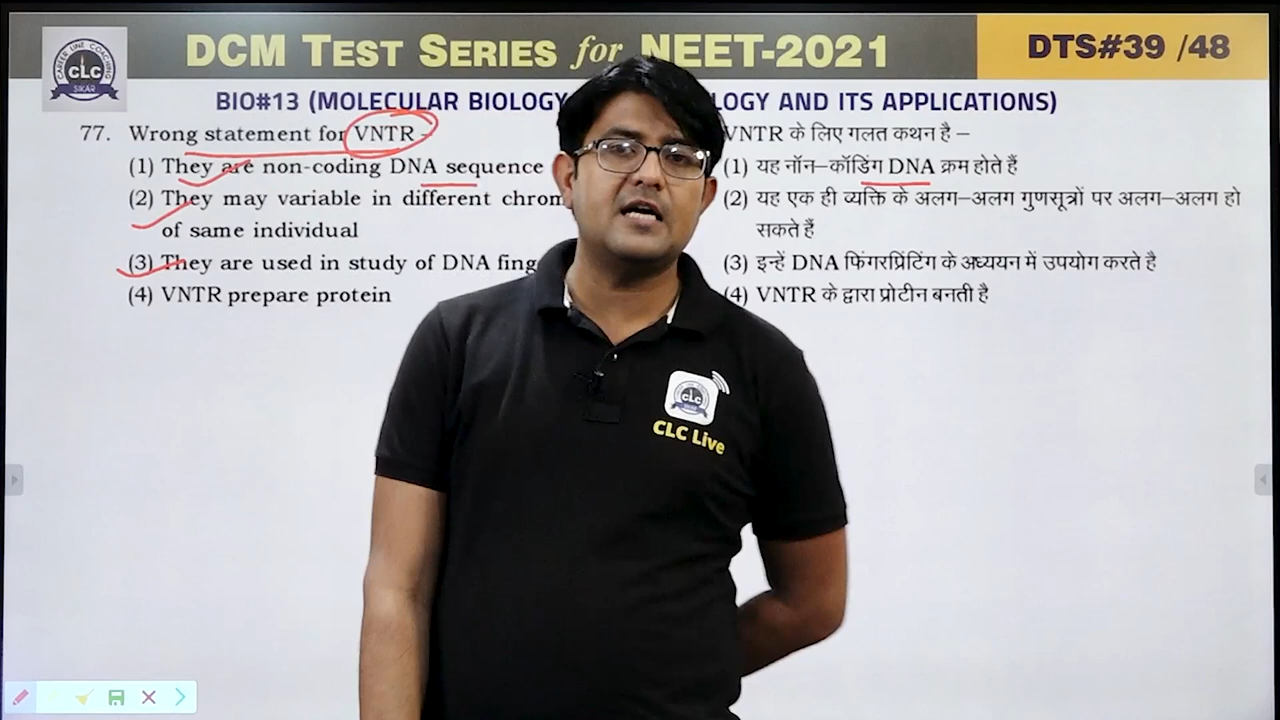 DCM TEST SERIES for NEET-2021
DTS#39 /48
CAREER LINE COACHING
CLC
SIKAR
BIO#13 (MOLECULAR BIOLOGY LOGY AND ITS APPLICATIONS)
77. Wrong statement for VNTR –
(1) They are non-coding DNA sequence
(2) They may variable in different chrom
of same individual
(3) They are used in study of DNA fing
(4) VNTR prepare protein
VNTR के लिए गलत कथन है –
(1) यह नॉन–कॉडिंग DNA क्रम होते हैं
(2) यह एक ही व्यक्ति के अलग–अलग गुणसूत्रों पर अलग–अलग हो
सकते हैं
(3) इन्हें DNA फिंगरप्रिंटिंग के अध्ययन में उपयोग करते है
(4) VNTR के द्वारा प्रोटीन बनती है
CLC
CLC Live